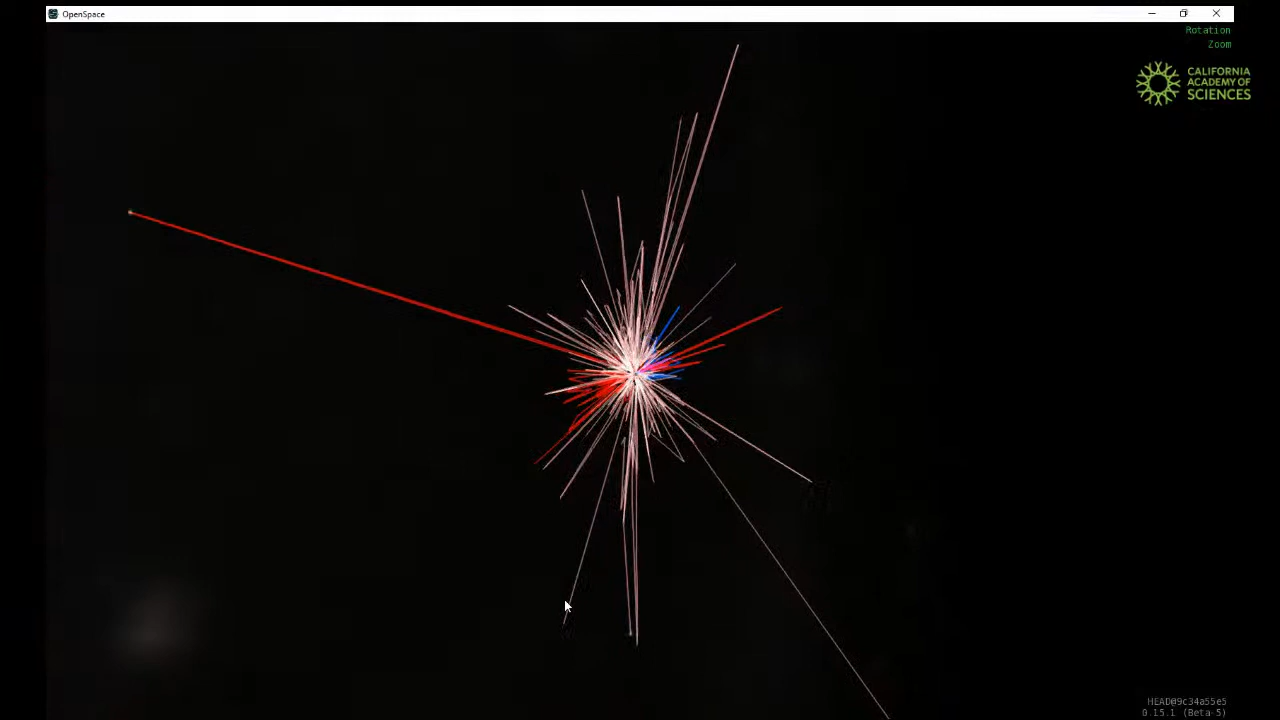 OpenSpace
Rotation
Zoom
CALIFORNIA
ACADEMY OF
SCIENCES
HEAD@9c34a55e5
0.15.1 (Beta-5)